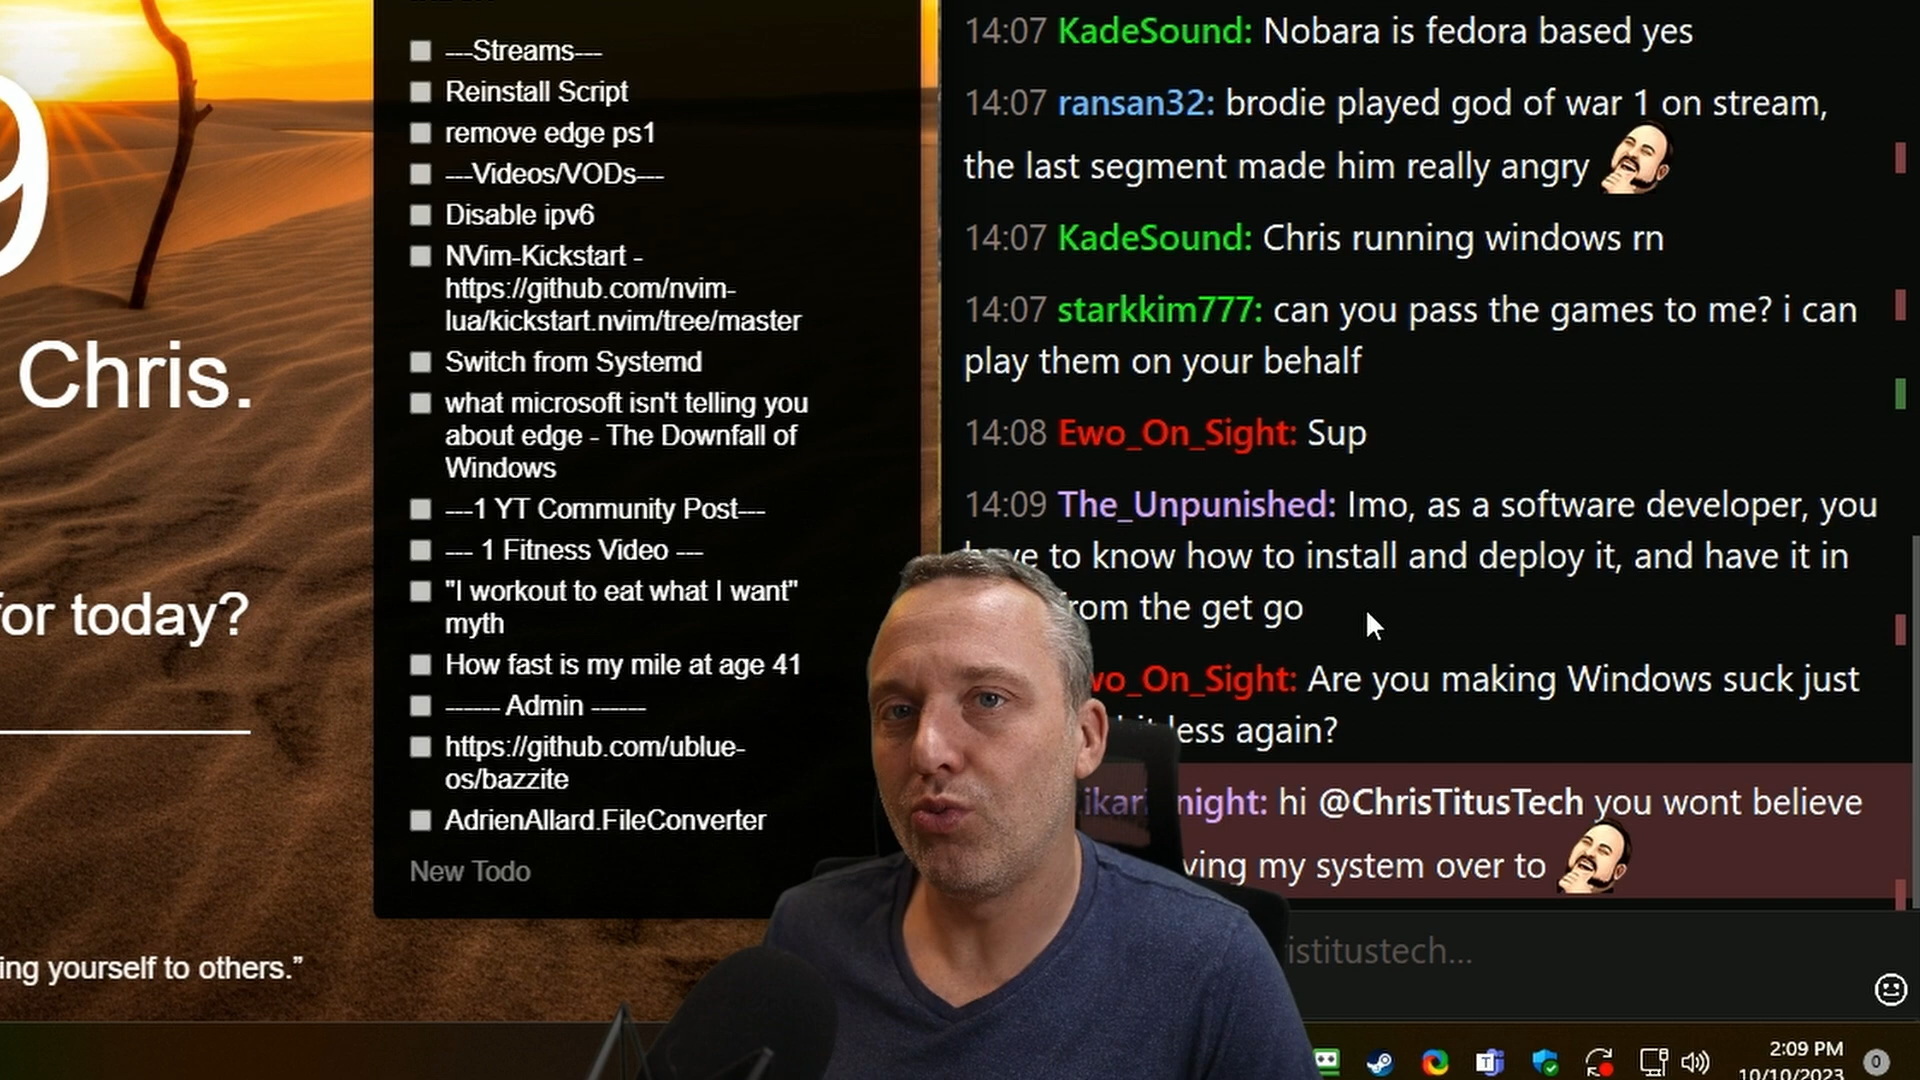 9
Chris.
for today?
ing yourself to others.”
---Streams---
Reinstall Script
remove edge ps1
---Videos/VODs---
Disable ipv6
NVim-Kickstart -
https://github.com/nvim-
lua/kickstart.nvim/tree/master
Switch from Systemd
what microsoft isn't telling you
about edge - The Downfall of
Windows
---1 YT Community Post---
--- 1 Fitness Video ---
"I workout to eat what I want"
myth
How fast is my mile at age 41
------ Admin ------
https://github.com/ublue-
os/bazzite
AdrienAllard.FileConverter
New Todo
14:07 KadeSound: Nobara is fedora based yes
14:07 ransan32: brodie played god of war 1 on stream,
the last segment made him really angry
14:07 KadeSound: Chris running windows rn
14:07 starkkim777: can you pass the games to me? i can
play them on your behalf
14:08 Ewo_On_Sight: Sup
14:09 The_Unpunished: Imo, as a software developer, you
have to know how to install and deploy it, and have it in
from the get go
wo_On_Sight: Are you making Windows suck just
bit less again?
night: hi @ChrisTitusTech you wont believe
ving my system over to
istitustech...
2:09 PM
10/10/2023
0